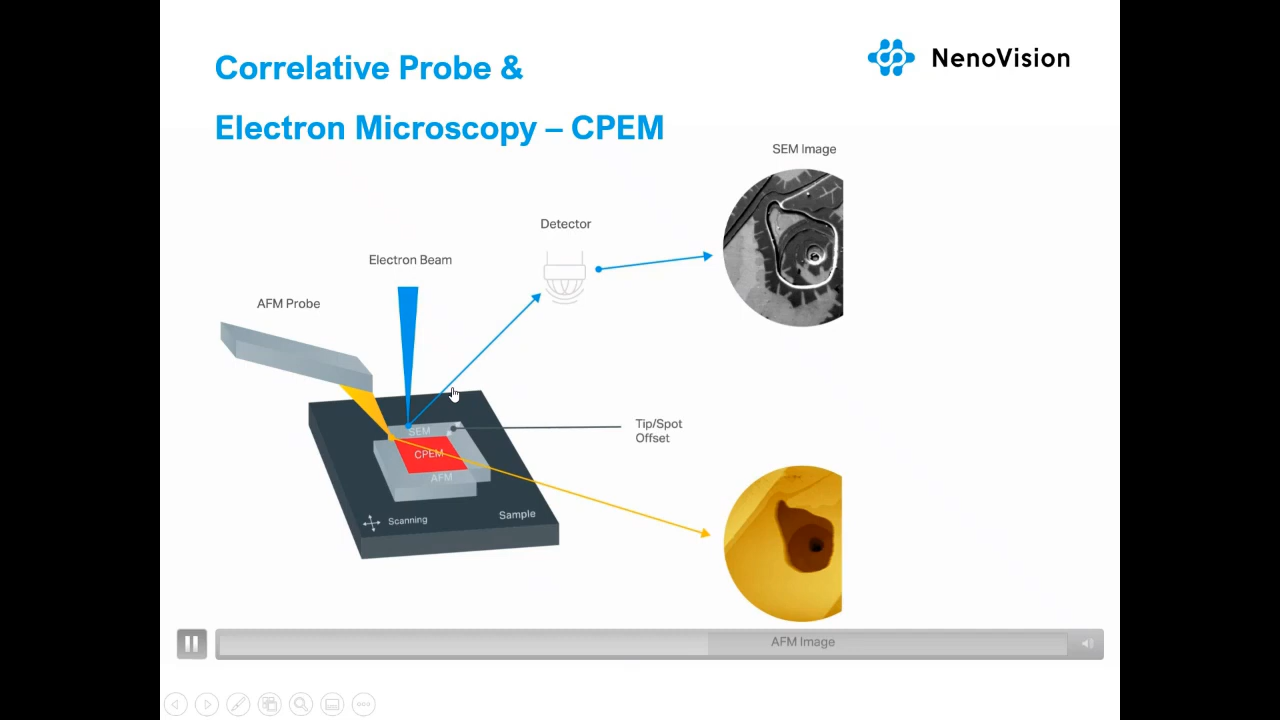 Correlative Probe &
Electron Microscopy – CPEM
NenoVision
SEM Image
Detector
Electron Beam
AFM Probe
SEM
Tip/Spot
Offset
CPEM
AFM
Scanning
Sample
AFM Image